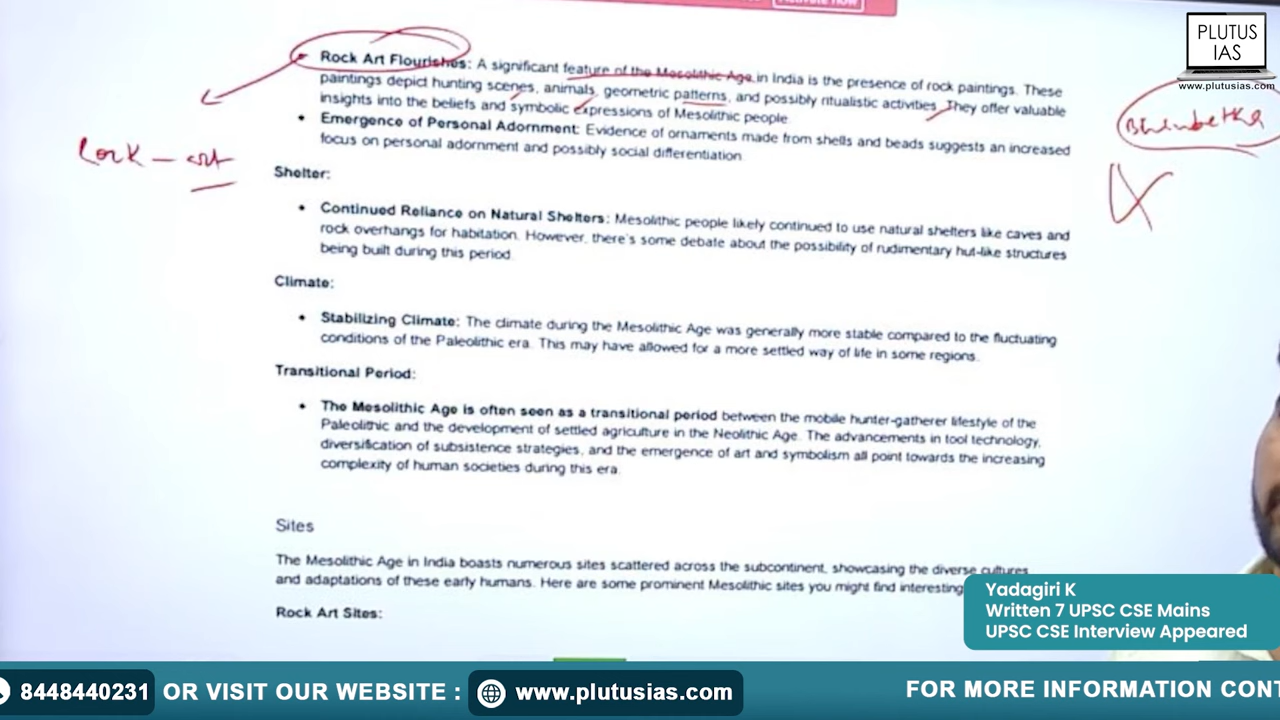 PLUTUS
IAS
www.plutusias.com
Rock Art Flourishes: A significant feature of the Mesolithic Age in India is the presence of rock paintings. These
paintings depict hunting scenes, animals, geometric patterns, and possibly ritualistic activities. They offer valuable
insights into the beliefs and symbolic expressions of Mesolithic people.
Bhimbetka
• Emergence of Personal Adornment: Evidence of ornaments made from shells and beads suggests an increased
focus on personal adornment and possibly social differentiation.
Rock – art
Shelter:
• Continued Reliance on Natural Shelters: Mesolithic people likely continued to use natural shelters like caves and
rock overhangs for habitation. However, there's some debate about the possibility of rudimentary hut-like structures
being built during this period.
Climate:
• Stabilizing Climate: The climate during the Mesolithic Age was generally more stable compared to the fluctuating
conditions of the Paleolithic era. This may have allowed for a more settled way of life in some regions.
Transitional Period:
• The Mesolithic Age is often seen as a transitional period between the mobile hunter-gatherer lifestyle of the
Paleolithic and the development of settled agriculture in the Neolithic Age. The advancements in tool technology,
diversification of subsistence strategies, and the emergence of art and symbolism all point towards the increasing
complexity of human societies during this era.
Sites
The Mesolithic Age in India boasts numerous sites scattered across the subcontinent, showcasing the diverse cultures
and adaptations of these early humans. Here are some prominent Mesolithic sites you might find interesting
Rock Art Sites:
Yadagiri K
Written 7 UPSC CSE Mains
UPSC CSE Interview Appeared
8448440231 OR VISIT OUR WEBSITE : www.plutusias.com FOR MORE INFORMATION CONT